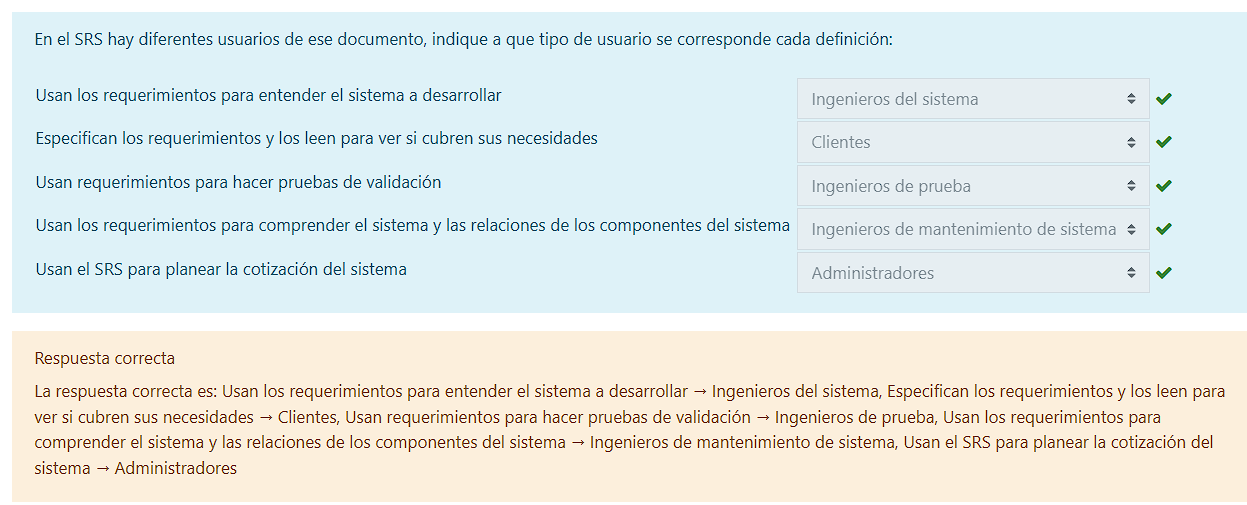 En el SRS hay diferentes usuarios de ese documento, indique a que tipo de usuario se corresponde cada definición:
Usan los requerimientos para entender el sistema a desarrollar
Ingenieros del sistema
Especifican los requerimientos y los leen para ver si cubren sus necesidades
Clientes
Usan requerimientos para hacer pruebas de validación
Ingenieros de prueba
Usan los requerimientos para comprender el sistema y las relaciones de los componentes del sistema
Ingenieros de mantenimiento de sistema
Usan el SRS para planear la cotización del sistema
Administradores
Respuesta correcta
La respuesta correcta es: Usan los requerimientos para entender el sistema a desarrollar → Ingenieros del sistema, Especifican los requerimientos y los leen para
ver si cubren sus necesidades → Clientes, Usan requerimientos para hacer pruebas de validación → Ingenieros de prueba, Usan los requerimientos para
comprender el sistema y las relaciones de los componentes del sistema → Ingenieros de mantenimiento de sistema, Usan el SRS para planear la cotización del
sistema → Administradores